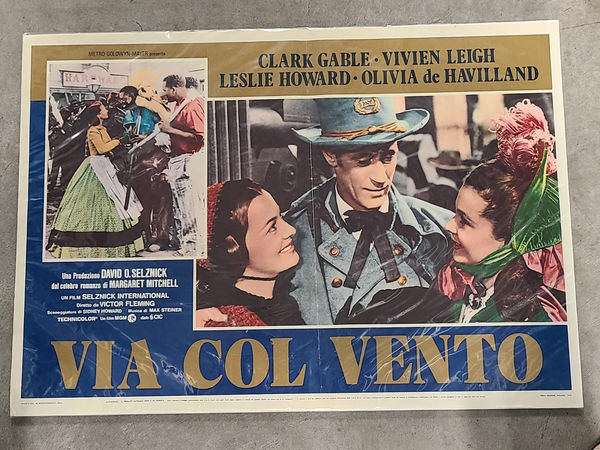 METRO-GOLDWYN-MAYER presenta
CLARK GABLE · VIVIEN LEIGH
LESLIE HOWARD · OLIVIA de HAVILLAND
Una Produzione DAVID O. SELZNICK
dal celebre romanzo di MARGARET MITCHELL
UN FILM SELZNICK INTERNATIONAL
Diretto da VICTOR FLEMING
Sceneggiatura di SIDNEY HOWARD Musica di MAX STEINER
TECHNICOLOR Un film MGM distr. CIC
VIA COL VENTO